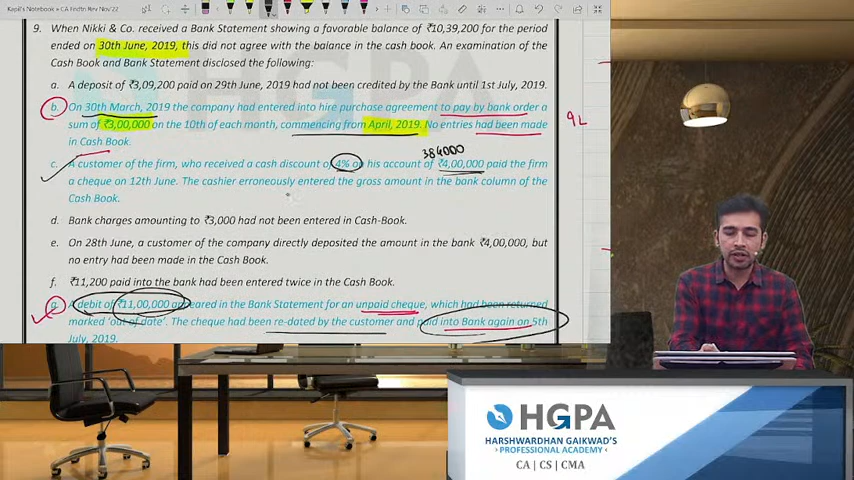 Kapil's Notebook » CA Fndtn Rev Nov'22
9. When Nikki & Co. received a Bank Statement showing a favorable balance of ₹10,39,200 for the period
ended on 30th June, 2019, this did not agree with the balance in the cash book. An examination of the
Cash Book and Bank Statement disclosed the following:
a. A deposit of ₹3,09,200 paid on 29th June, 2019 had not been credited by the Bank until 1st July, 2019.
b. On 30th March, 2019 the company had entered into hire purchase agreement to pay by bank order a
sum of ₹3,00,000 on the 10th of each month, commencing from April, 2019. No entries had been made
9L
in Cash Book.
384000
c. A customer of the firm, who received a cash discount of 4% on his account of ₹4,00,000 paid the firm
a cheque on 12th June. The cashier erroneously entered the gross amount in the bank column of the
Cash Book.
d. Bank charges amounting to ₹3,000 had not been entered in Cash-Book.
e. On 28th June, a customer of the company directly deposited the amount in the bank ₹4,00,000, but
no entry had been made in the Cash Book.
f. ₹11,200 paid into the bank had been entered twice in the Cash Book.
g. A debit of ₹11,00,000 appeared in the Bank Statement for an unpaid cheque, which had been returned
marked 'out of date'. The cheque had been re-dated by the customer and paid into Bank again on 5th
July, 2019.
HGPA
HARSHWARDHAN GAIKWAD'S
PROFESSIONAL ACADEMY
CA | CS | CMA